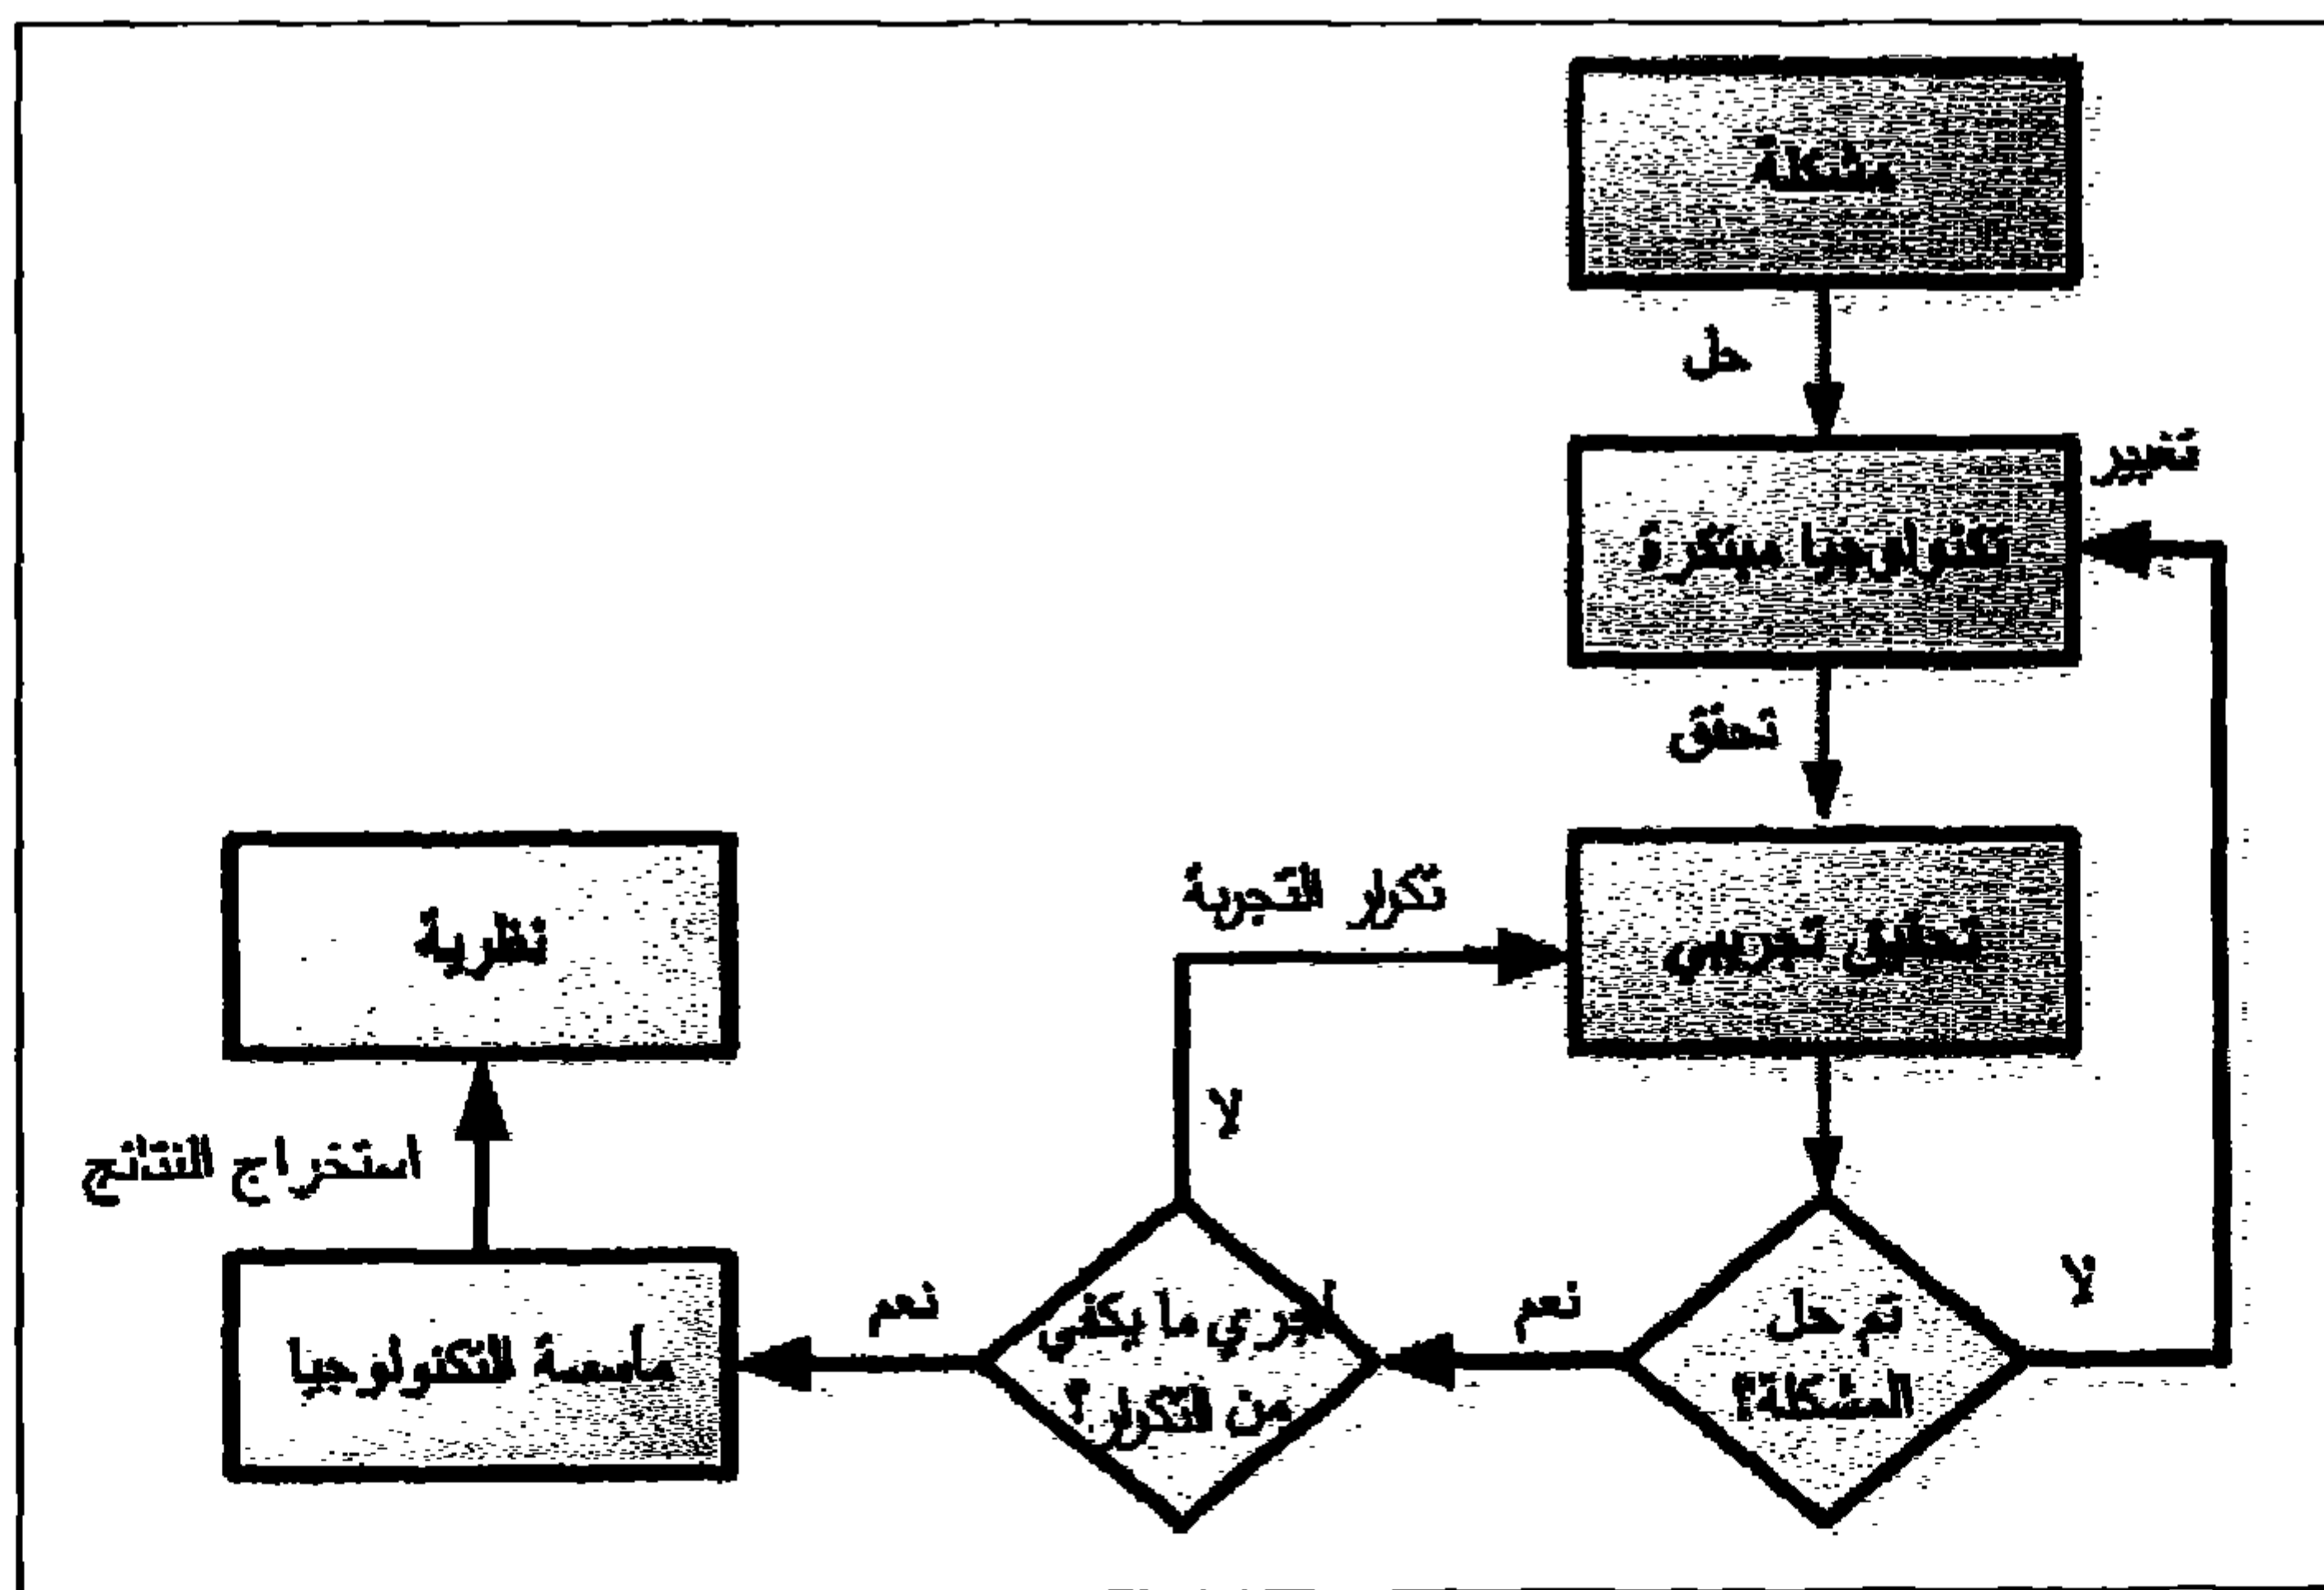 مشكلة
حل
تغيير
تكنولوجيا مبتكرة
تحقق
تكرار التجربة
تحقيق تجريبي
نظرية
لا
استخراج النتائج
لا
تم حل
المشكلة؟
نعم
أجري ما يكفي
من التكرار؟
نعم
ماسة التكنولوجيا